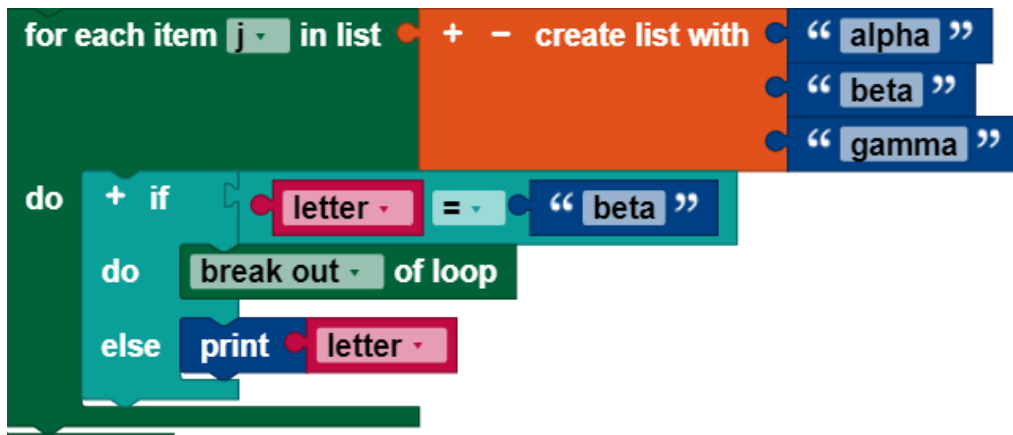 for each item j in list + − create list with “ alpha ”
“ beta ”
“ gamma ”
do + if letter = “ beta ”
do break out of loop
else print letter